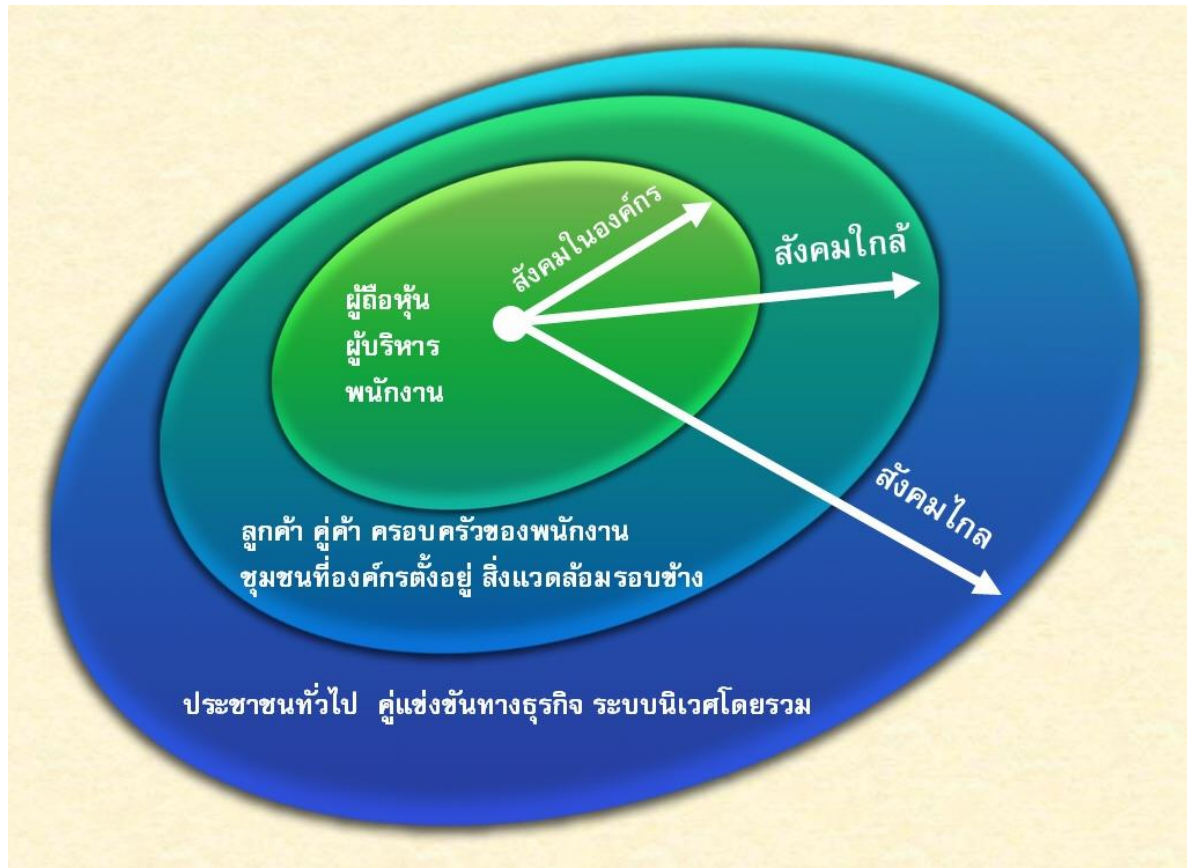 สังคมในองค์กร
สังคมใกล้
ผู้ถือหุ้น
ผู้บริหาร
พนักงาน
สังคมไกล
ลูกค้า คู่ค้า ครอบครัวของพนักงาน
ชุมชนที่องค์กรตั้งอยู่ สิ่งแวดล้อมรอบข้าง
ประชาชนทั่วไป คู่แข่งขันทางธุรกิจ ระบบนิเวศโดยรวม